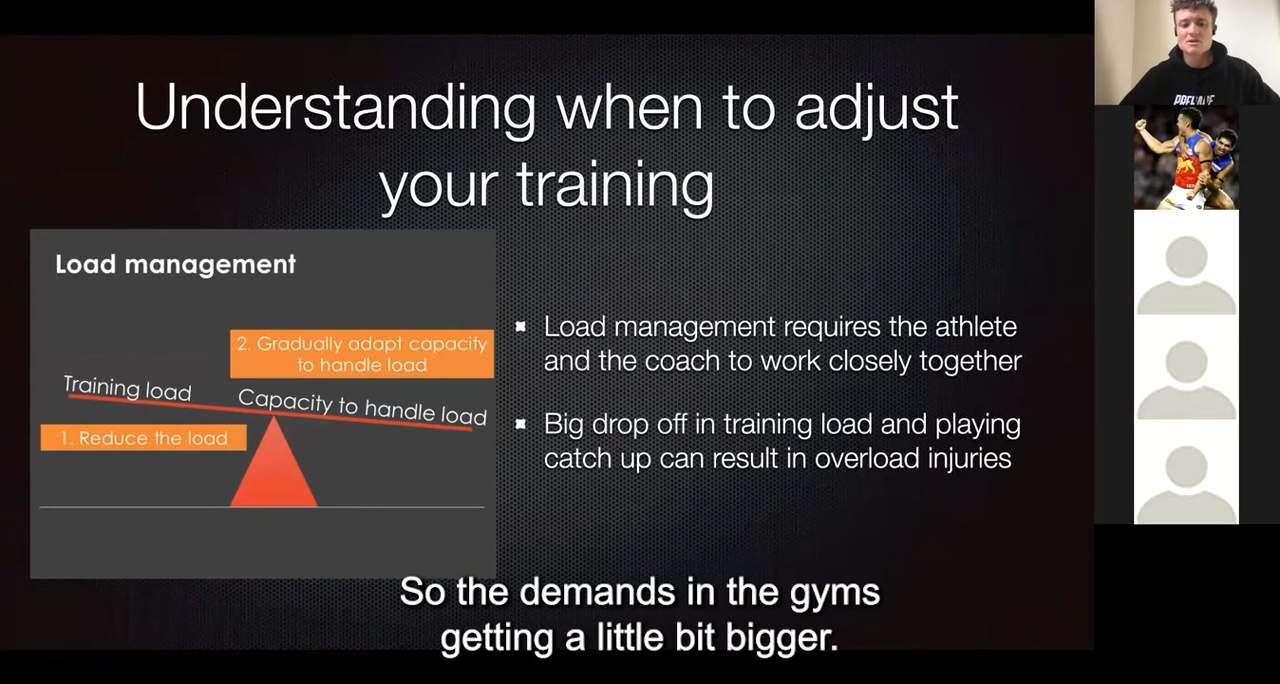 Understanding when to adjust
your training
Load management
2. Gradually adapt capacity
to handle load
Training load
Capacity to handle load
1. Reduce the load
Load management requires the athlete
and the coach to work closely together
Big drop off in training load and playing
catch up can result in overload injuries
So the demands in the gyms
getting a little bit bigger.